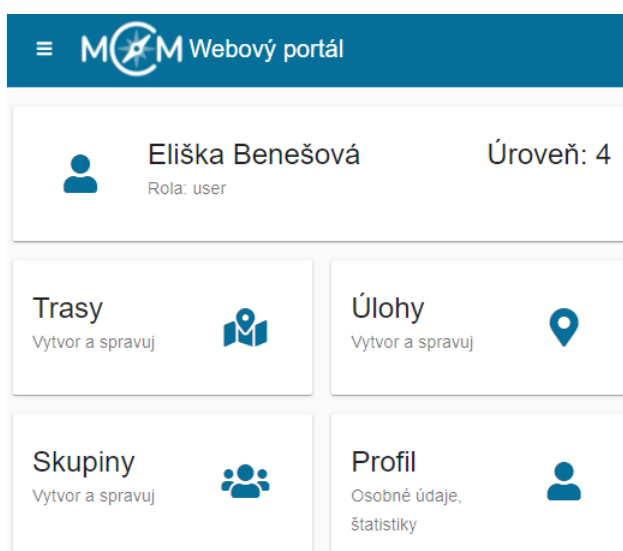 MCM Webový portál
Eliška Benešová
Úroveň: 4
Rola: user
Trasy
Vytvor a spravuj
Úlohy
Vytvor a spravuj
Skupiny
Vytvor a spravuj
Profil
Osobné údaje,
štatistiky